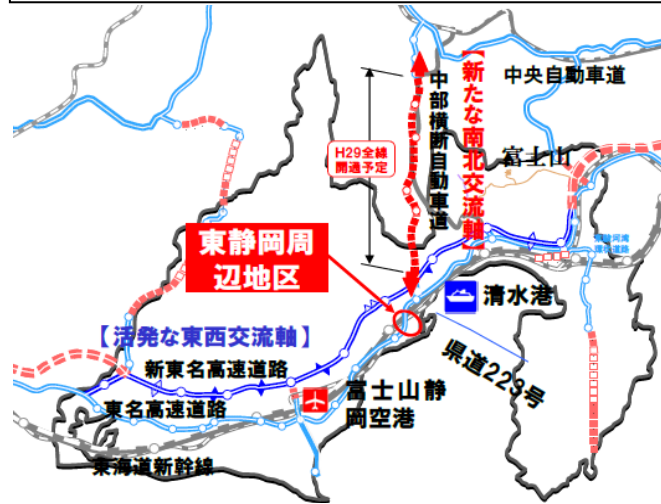 中央自動車道
【新たな南北交流軸】
中部横断自動車道
富士山
H29全線
開通予定
東静岡周
辺地区
清水港
【活発な東西交流軸】
県道223号
新東名高速道路
富士山静
岡空港
東名高速道路
東海道新幹線